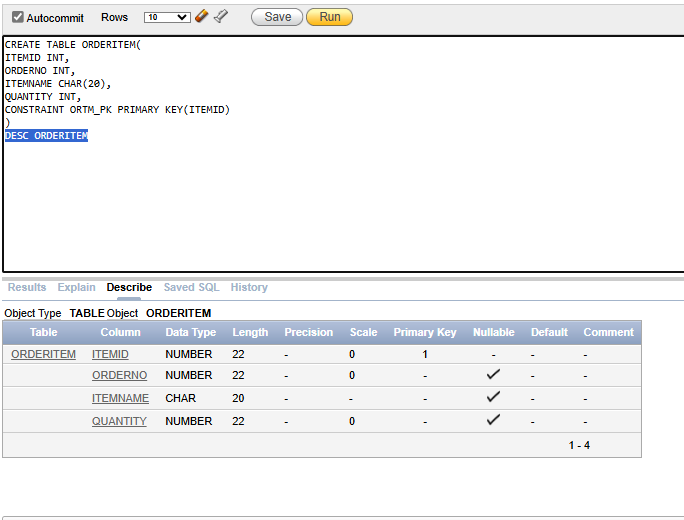 Autocommit Rows 10 Save Run
CREATE TABLE ORDERITEM(
ITEMID INT,
ORDERNO INT,
ITEMNAME CHAR(20),
QUANTITY INT,
CONSTRAINT ORTM_PK PRIMARY KEY(ITEMID)
)
DESC ORDERITEM
Results Explain Describe Saved SQL History
Object Type TABLE Object ORDERITEM
Table Column Data Type Length Precision Scale Primary Key Nullable Default Comment
ORDERITEM ITEMID NUMBER 22 - 0 1 - - -
ORDERNO NUMBER 22 - 0 - - -
ITEMNAME CHAR 20 - - - - -
QUANTITY NUMBER 22 - 0 - - -
1 - 4